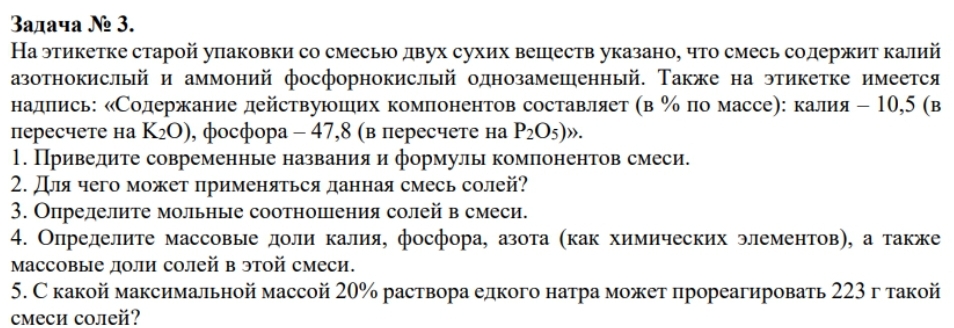 Задача № 3.
На этикетке старой упаковки со смесью двух сухих веществ указано, что смесь содержит калий
азотнокислый и аммоний фосфорнокислый однозамещенный. Также на этикетке имеется
надпись: «Содержание действующих компонентов составляет (в % по массе): калия – 10,5 (в
пересчете на K₂O), фосфора – 47,8 (в пересчете на P₂O₅)».
1. Приведите современные названия и формулы компонентов смеси.
2. Для чего может применяться данная смесь солей?
3. Определите мольные соотношения солей в смеси.
4. Определите массовые доли калия, фосфора, азота (как химических элементов), а также
массовые доли солей в этой смеси.
5. С какой максимальной массой 20% раствора едкого натра может прореагировать 223 г такой
смеси солей?